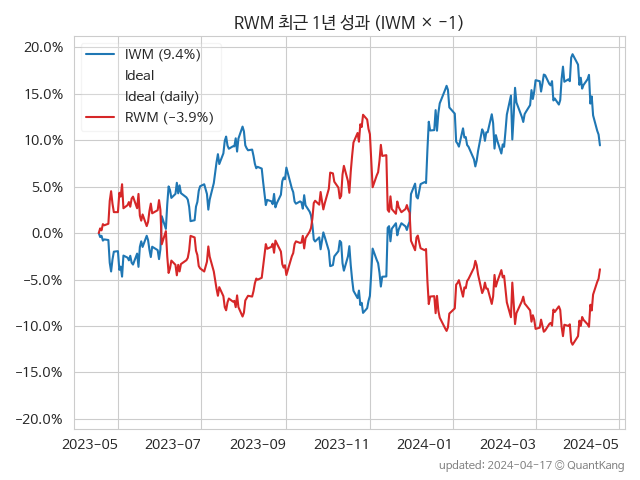 RWM 최근 1년 성과 (IWM × −1)
20.0%
15.0%
10.0%
5.0%
0.0%
−5.0%
−10.0%
−15.0%
−20.0%
IWM (9.4%)
Ideal
Ideal (daily)
RWM (−3.9%)
2023-05 2023-07 2023-09 2023-11 2024-01 2024-03 2024-05
updated: 2024-04-17 © QuantKang